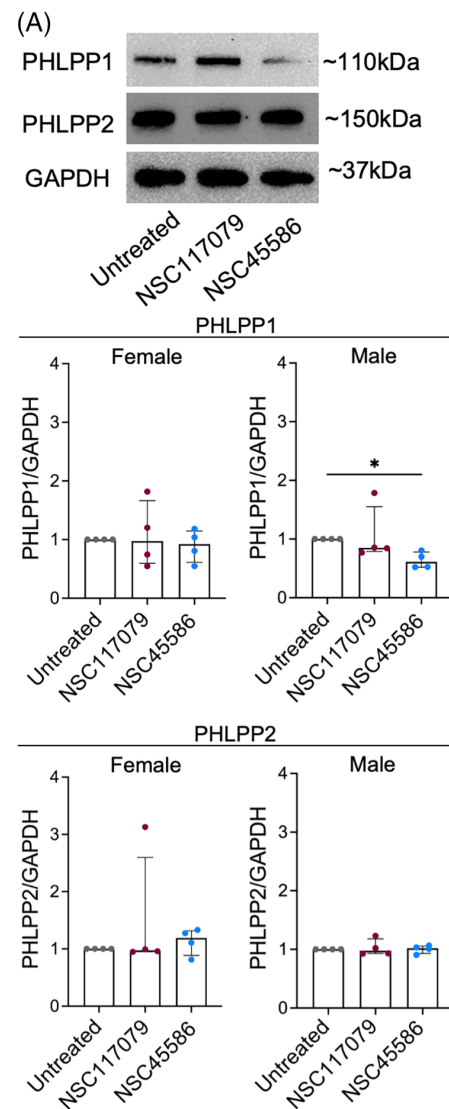 (A)
PHLPP1 ~110kDa
PHLPP2 ~150kDa
GAPDH ~37kDa
Untreated NSC117079 NSC45586
PHLPP1
Female Male
PHLPP1/GAPDH
4
3
2
1
0
Untreated NSC117079 NSC45586
PHLPP1/GAPDH
4
3
2
1
0
*
Untreated NSC117079 NSC45586
PHLPP2
Female Male
PHLPP2/GAPDH
4
3
2
1
0
Untreated NSC117079 NSC45586
PHLPP2/GAPDH
4
3
2
1
0
Untreated NSC117079 NSC45586